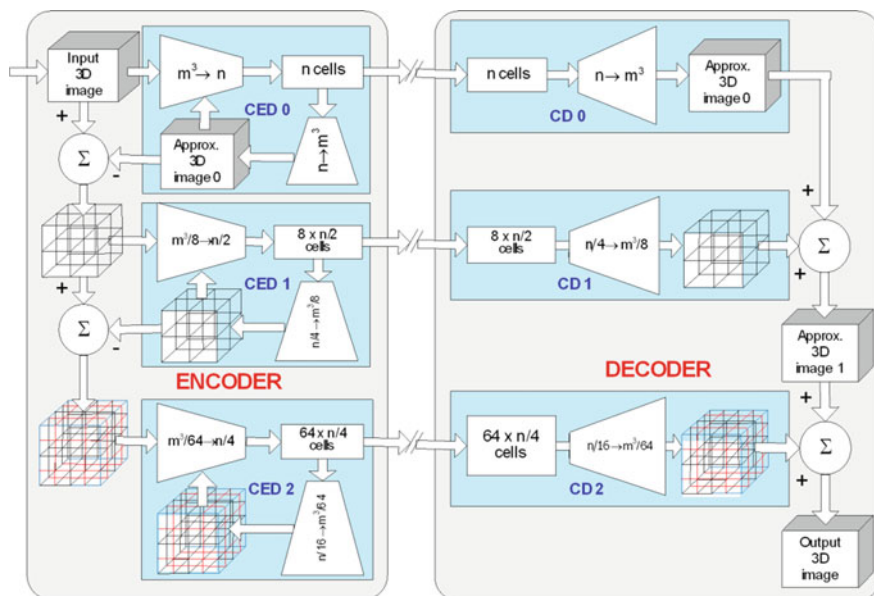 Input
3D
image
m³→ n
n cells
CED 0
n→m³
Approx.
3D
image 0
+
Σ
-
m³/8→n/2
8 x n/2
cells
CED 1
n/4→m³/8
+
Σ
-
ENCODER
m³/64→n/4
64 x n/4
cells
CED 2
n/16→m³/64
n cells
n→ m³
Approx.
3D
image 0
CD 0
8 x n/2
cells
n/4→m³/8
CD 1
+
Σ
+
Approx.
3D
image 1
DECODER
64 x n/4
cells
n/16→m³/64
CD 2
+
Σ
+
Output
3D
image